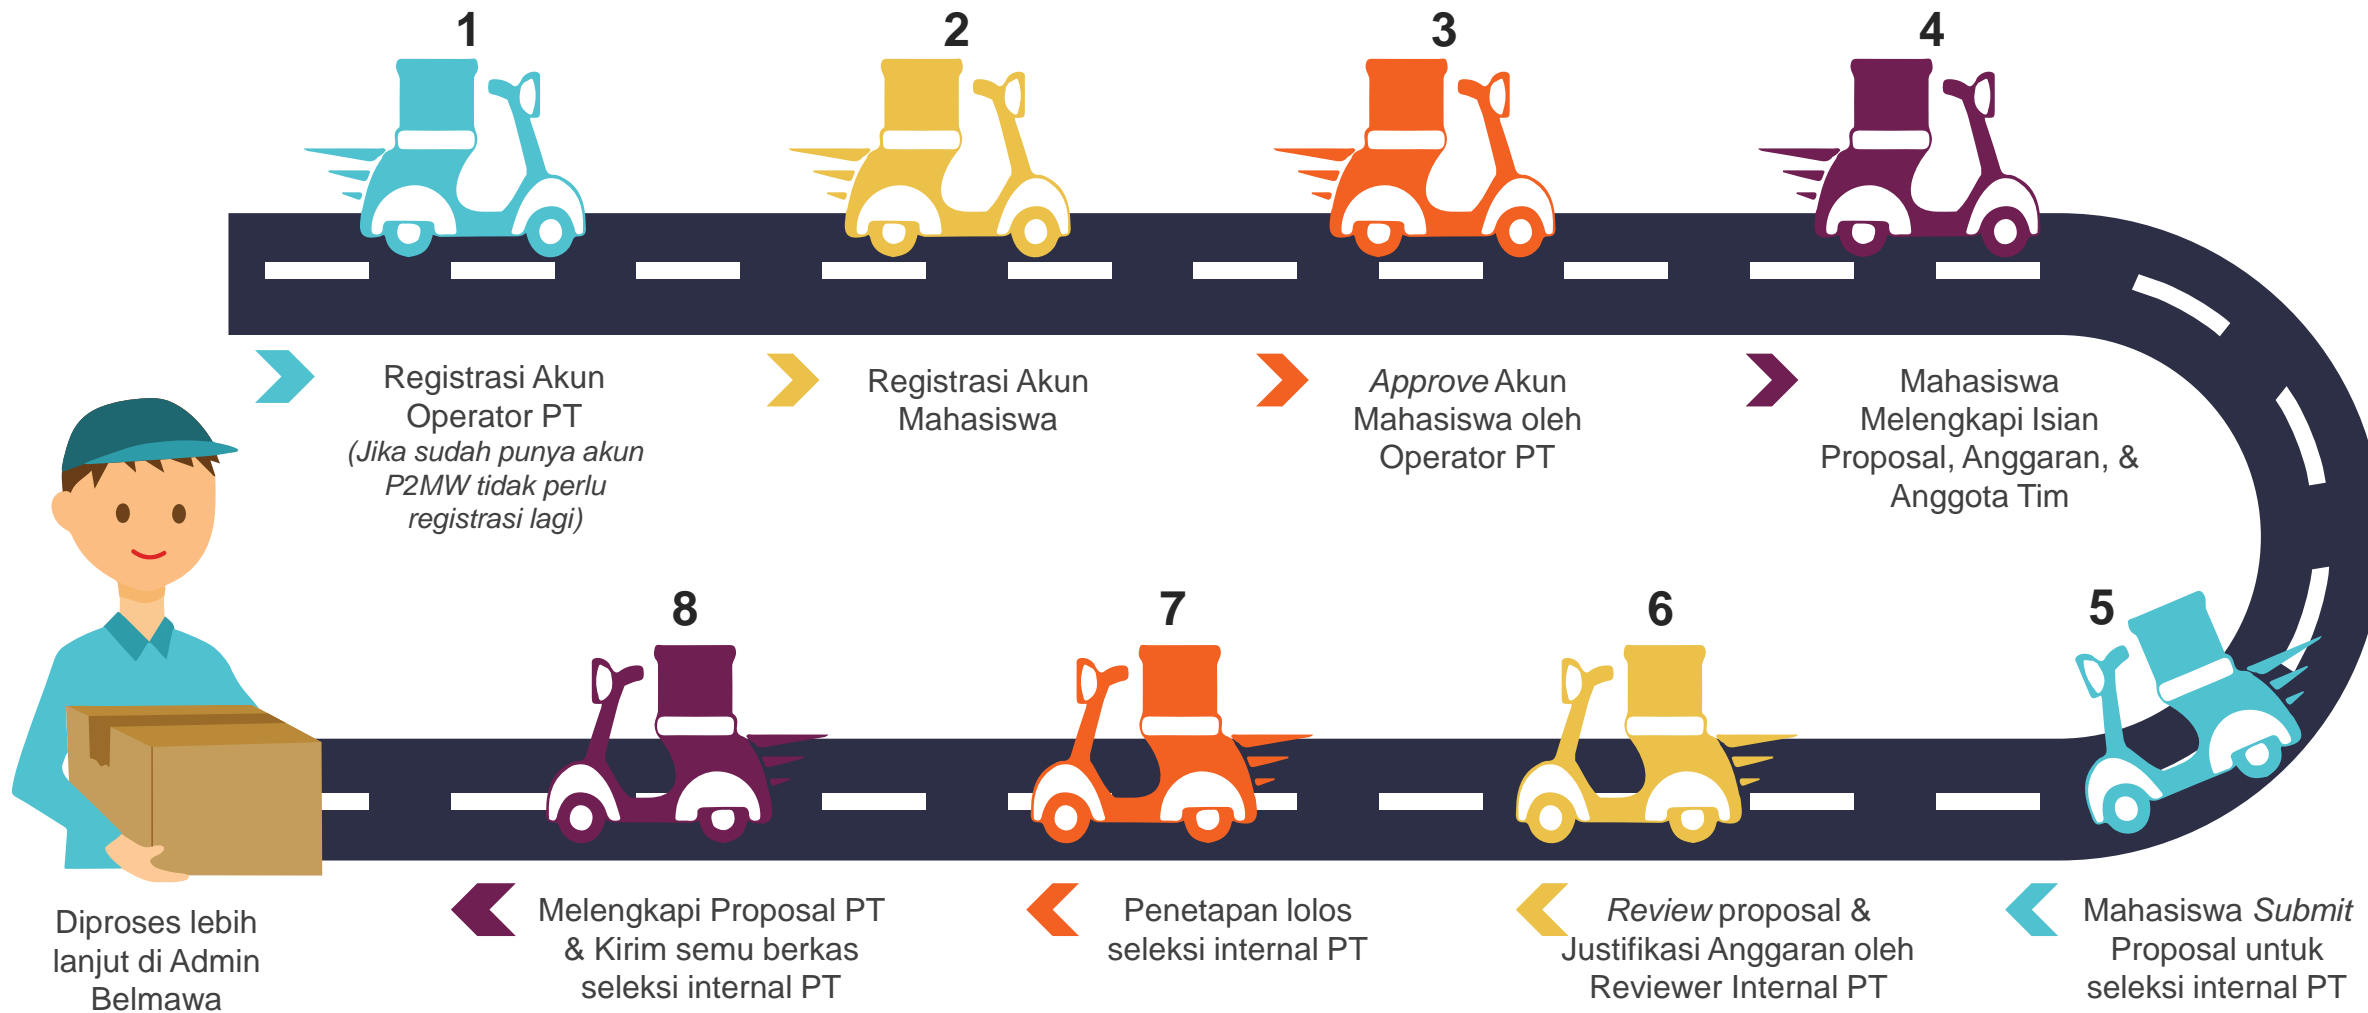 1
Registrasi Akun
Operator PT
(Jika sudah punya akun
P2MW tidak perlu
registrasi lagi)
2
Registrasi Akun
Mahasiswa
3
Approve Akun
Mahasiswa oleh
Operator PT
4
Mahasiswa
Melengkapi Isian
Proposal, Anggaran, &
Anggota Tim
5
Mahasiswa Submit
Proposal untuk
seleksi internal PT
6
Review proposal &
Justifikasi Anggaran oleh
Reviewer Internal PT
7
Penetapan lolos
seleksi internal PT
8
Melengkapi Proposal PT
& Kirim semu berkas
seleksi internal PT
Diproses lebih
lanjut di Admin
Belmawa